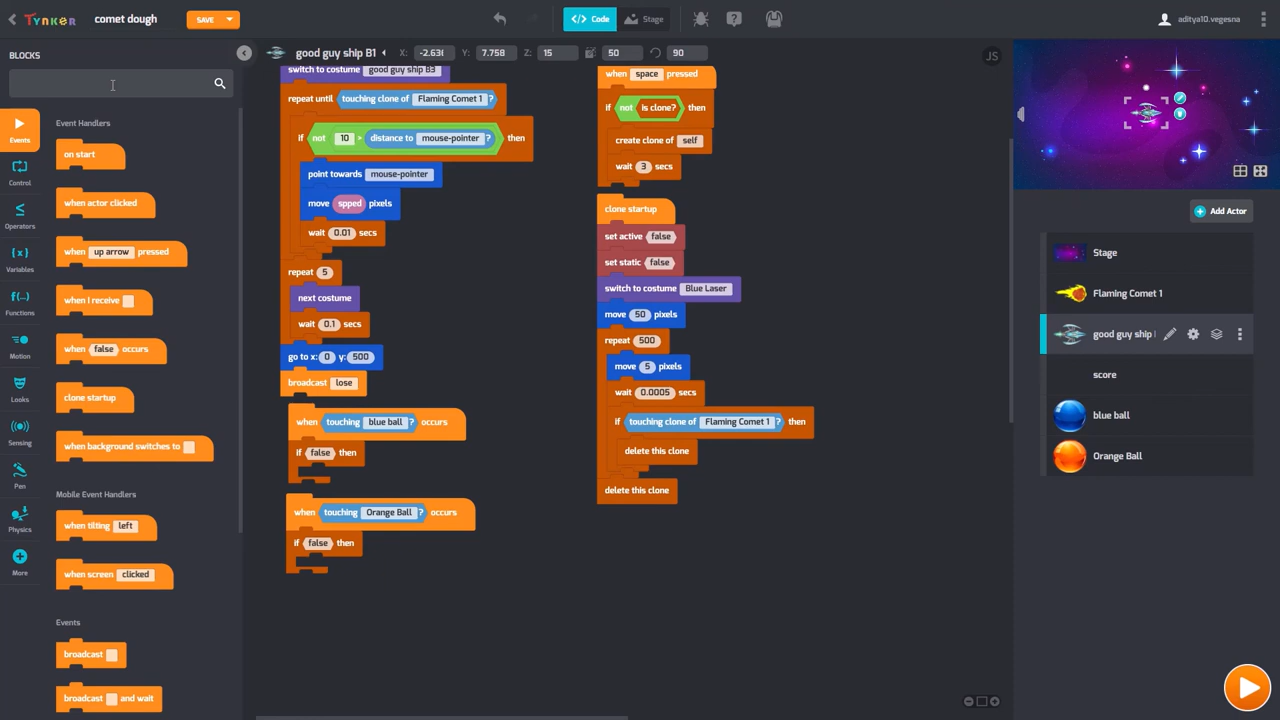 TYNKER comet dough SAVE Code Stage aditya10.vegesna
BLOCKS
good guy ship B1 X: -2.63( Y: 7.758 Z: 15 50 90 JS
Events
Control
Operators
Variables
Functions
Motion
Looks
Sensing
Pen
Physics
More
Event Handlers
on start
when actor clicked
when up arrow pressed
when I receive
when false occurs
clone startup
when background switches to
Mobile Event Handlers
when tilting left
when screen clicked
Events
broadcast
broadcast and wait
switch to costume good guy ship B3
repeat until touching clone of Flaming Comet 1 ?
if not 10 > distance to mouse-pointer ? then
point towards mouse-pointer
move spped pixels
wait 0.01 secs
repeat 5
next costume
wait 0.1 secs
go to x: 0 y: 500
broadcast lose
when touching blue ball ? occurs
if false then
when touching Orange Ball ? occurs
if false then
when space pressed
if not is clone? then
create clone of self
wait 3 secs
clone startup
set active false
set static false
switch to costume Blue Laser
move 50 pixels
repeat 500
move 5 pixels
wait 0.0005 secs
if touching clone of Flaming Comet 1 ? then
delete this clone
delete this clone
Add Actor
Stage
Flaming Comet 1
good guy ship
score
blue ball
Orange Ball